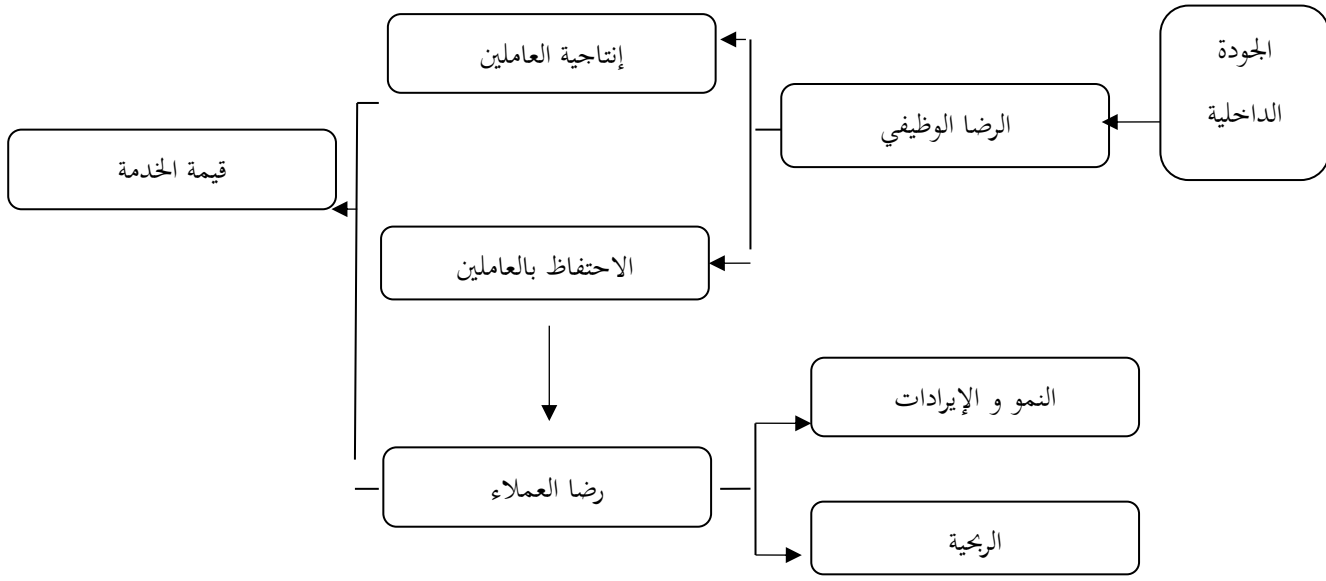 الجودة
الداخلية
الرضا الوظيفي
إنتاجية العاملين
الاحتفاظ بالعاملين
قيمة الخدمة
رضا العملاء
النمو و الإيرادات
الربحية